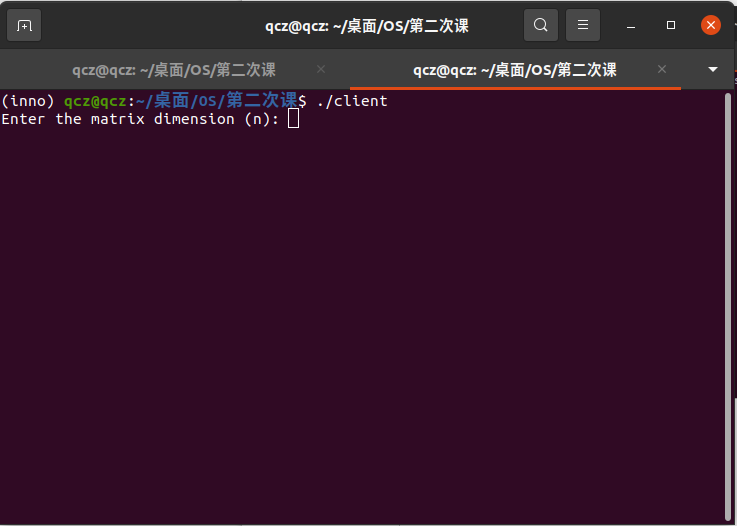 qcz@qcz: ~/桌面/OS/第二次课
qcz@qcz: ~/桌面/OS/第二次课 × qcz@qcz: ~/桌面/OS/第二次课 ×
(inno) qcz@qcz:~/桌面/OS/第二次课$ ./client
Enter the matrix dimension (n):